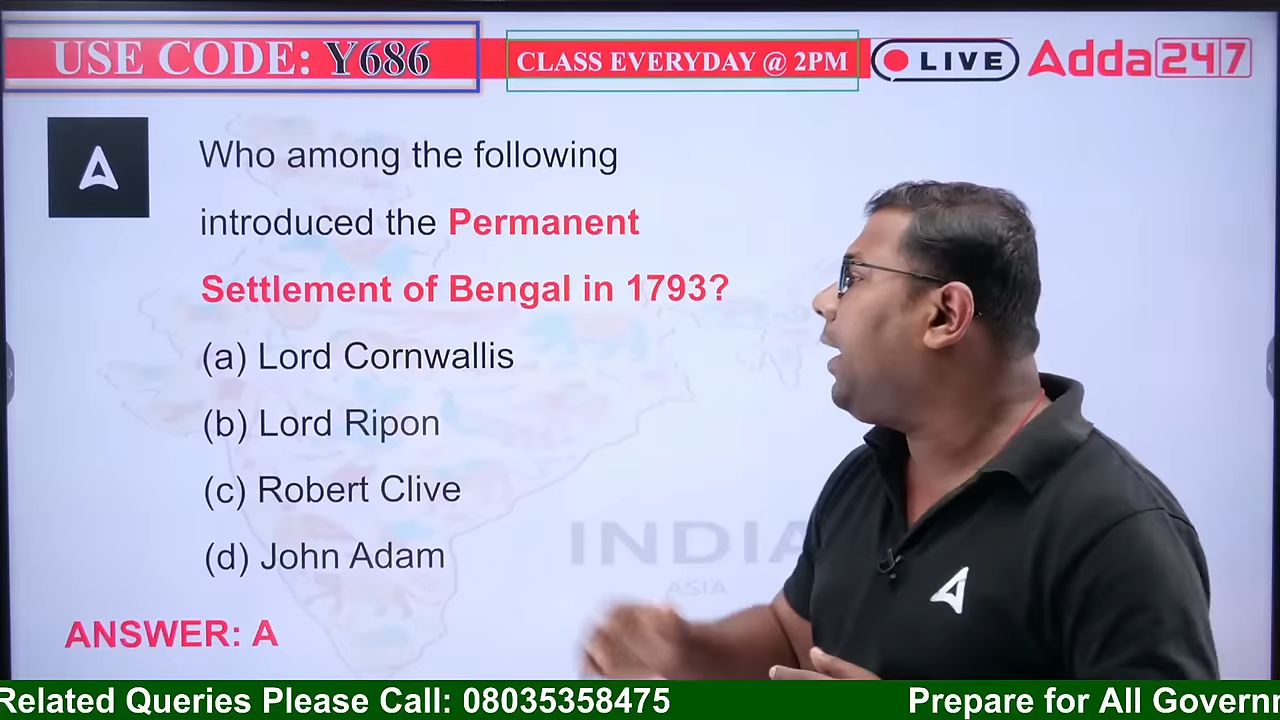 USE CODE: Y686
CLASS EVERYDAY @ 2PM
LIVE
Adda247
Who among the following
introduced the Permanent
Settlement of Bengal in 1793?
(a) Lord Cornwallis
(b) Lord Ripon
(c) Robert Clive
(d) John Adam
INDIA
ASIA
ANSWER: A
Related Queries Please Call: 08035358475
Prepare for All Governm